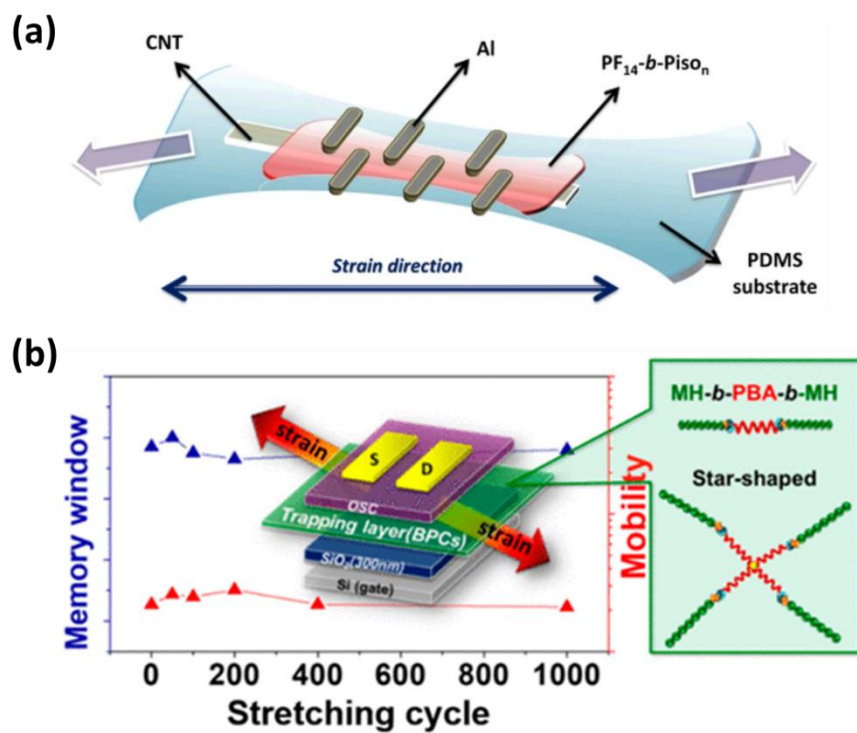 (a)
CNT
Al
PF₁₄-b-Pisoₙ
Strain direction
PDMS
substrate
(b)
Memory window
Mobility
strain
S
D
OSC
Trapping layer(BPCs)
strain
SiO₂(300nm)
Si (gate)
0 200 400 600 800 1000
Stretching cycle
MH-b-PBA-b-MH
Star-shaped